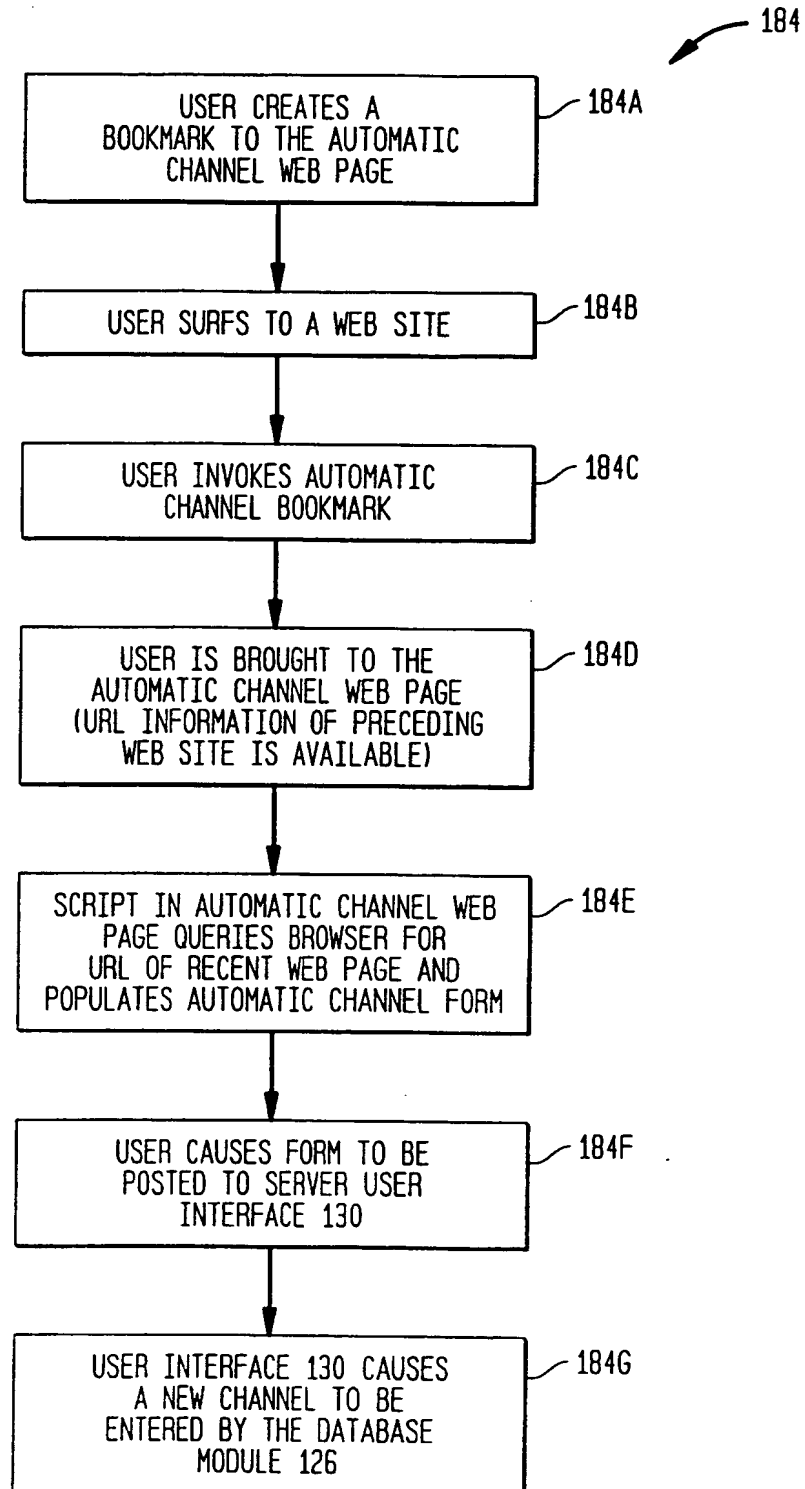 184
USER CREATES A
BOOKMARK TO THE AUTOMATIC
CHANNEL WEB PAGE
184A
USER SURFS TO A WEB SITE
184B
USER INVOKES AUTOMATIC
CHANNEL BOOKMARK
184C
USER IS BROUGHT TO THE
AUTOMATIC CHANNEL WEB PAGE
(URL INFORMATION OF PRECEDING
WEB SITE IS AVAILABLE)
184D
SCRIPT IN AUTOMATIC CHANNEL WEB
PAGE QUERIES BROWSER FOR
URL OF RECENT WEB PAGE AND
POPULATES AUTOMATIC CHANNEL FORM
184E
USER CAUSES FORM TO BE
POSTED TO SERVER USER
INTERFACE 130
184F
USER INTERFACE 130 CAUSES
A NEW CHANNEL TO BE
ENTERED BY THE DATABASE
MODULE 126
184G